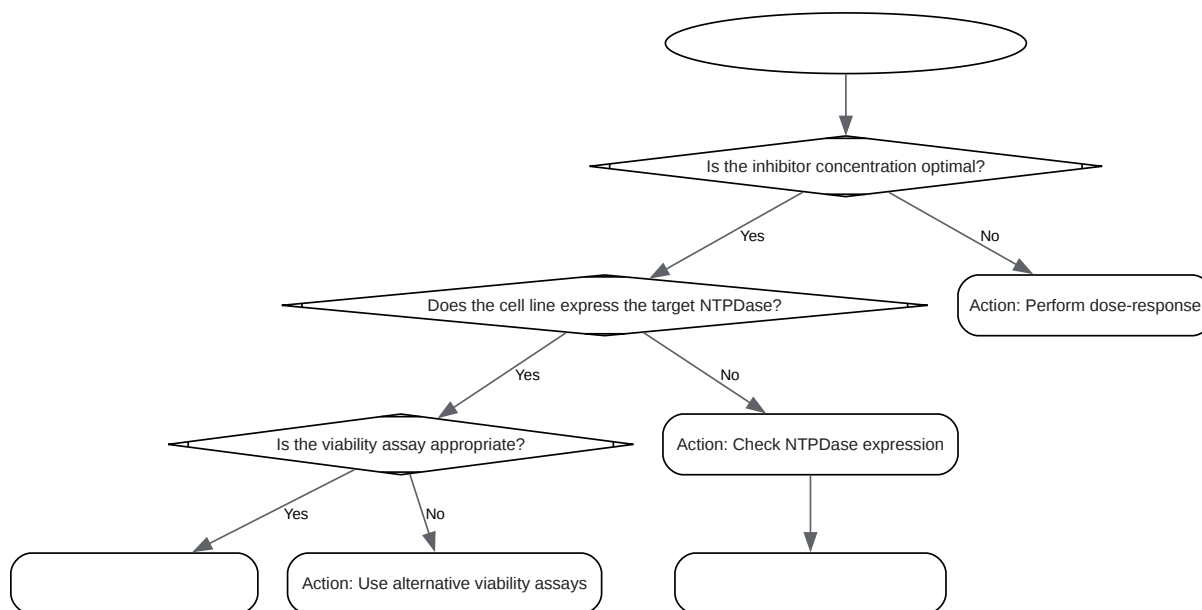 Is the inhibitor concentration optimal?
Yes
No
Does the cell line express the target NTPDase?
Action: Perform dose-response
Yes
No
Is the viability assay appropriate?
Action: Check NTPDase expression
Yes
No
Action: Use alternative viability assays